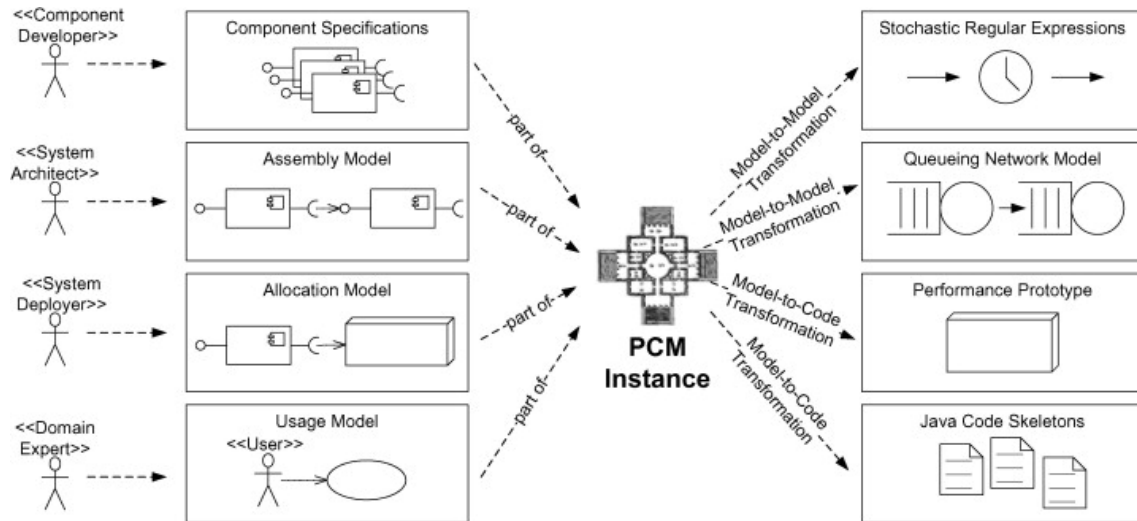 <<Component
Developer>>
Component Specifications
<<System
Architect>>
Assembly Model
<<System
Deployer>>
Allocation Model
<<Domain
Expert>>
Usage Model
<<User>>
part of
part of
part of
part of
PCM
Instance
Model-to-Model
Transformation
Model-to-Model
Transformation
Model-to-Code
Transformation
Model-to-Code
Transformation
Stochastic Regular Expressions
Queueing Network Model
Performance Prototype
Java Code Skeletons